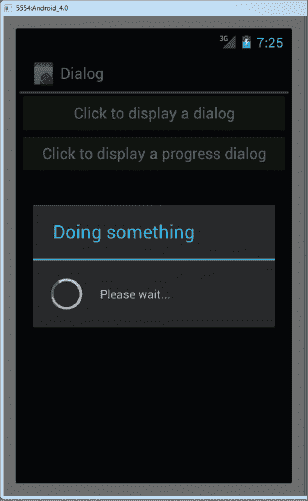 5554:Android_4.0
3G 7:25
Dialog
Click to display a dialog
Click to display a progress dialog
Doing something
Please wait...